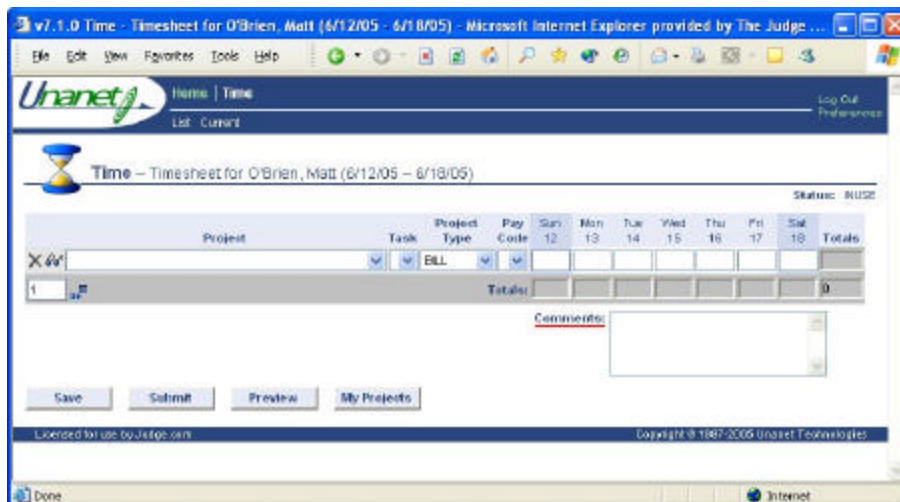 v7.1.0 Time - Timesheet for O'Brien, Matt (6/12/05 - 6/18/05) - Microsoft Internet Explorer provided by The Judge ...
File Edit View Favorites Tools Help
Unanet Home | Time
Log Out
Preferences
List Current
Time – Timesheet for O'Brien, Matt (6/12/05 – 6/18/05)
Status: INUSE
Project Task Project Type Pay Code Sun 12 Mon 13 Tue 14 Wed 15 Thu 16 Fri 17 Sat 18 Totals
BILL
1 Totals: 0
Comments:
Save Submit Preview My Projects
Licensed for use by Judge.com Copyright © 1997-2005 Unanet Technologies
Done Internet